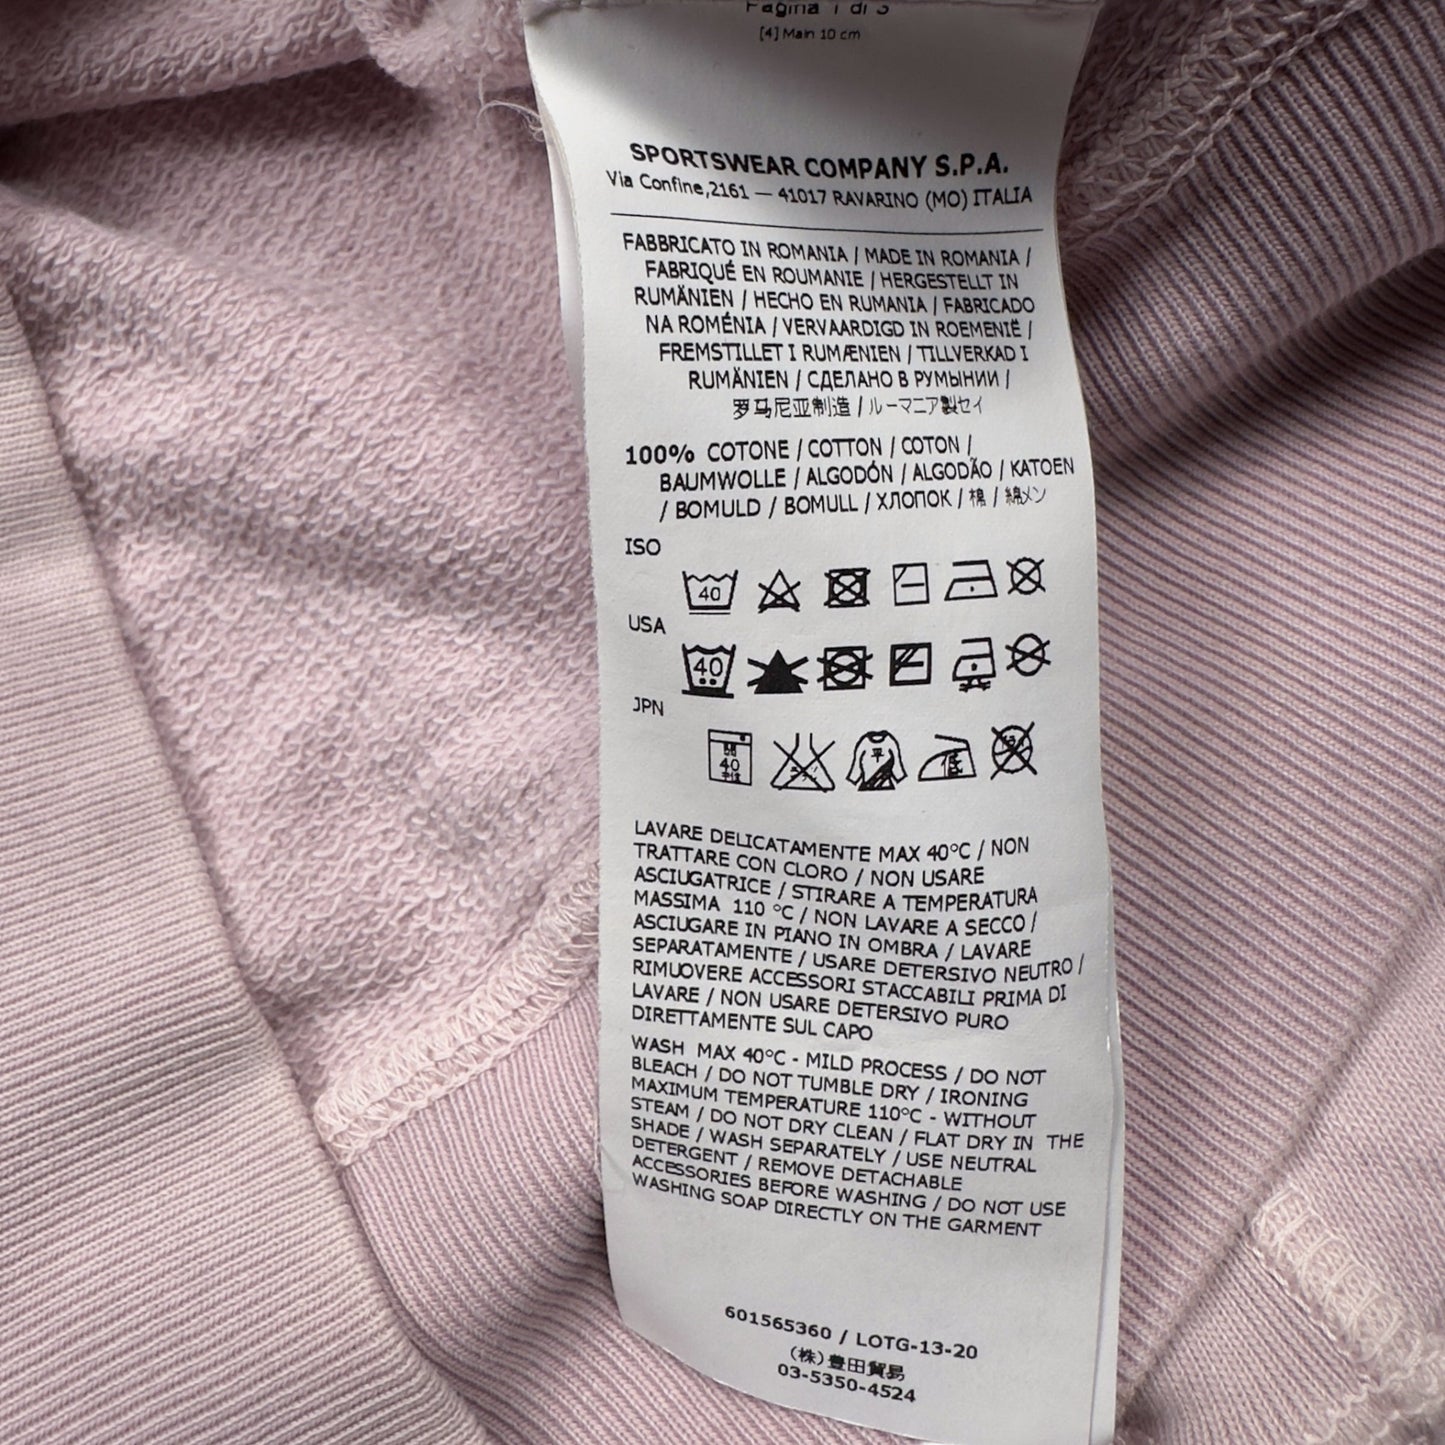 Pagina 1 di 3
[4] Main 10 cm
SPORTSWEAR COMPANY S.P.A.
Via Confine,2161 — 41017 RAVARINO (MO) ITALIA
FABBRICATO IN ROMANIA / MADE IN ROMANIA /
FABRIQUÉ EN ROUMANIE / HERGESTELLT IN
RUMÄNIEN / HECHO EN RUMANIA / FABRICADO
NA ROMÉNIA / VERVAARDIGD IN ROEMENIË /
FREMSTILLET I RUMÆNIEN / TILLVERKAD I
RUMÄNIEN / СДЕЛАНО В РУМЫНИИ /
罗马尼亚制造 / ルーマニア製セイ
100% COTONE / COTTON / COTON /
BAUMWOLLE / ALGODÓN / ALGODÃO / KATOEN
/ BOMULD / BOMULL / ХЛОПОК / 棉 / 綿メン
ISO
40
USA
40
JPN
40
平
低
LAVARE DELICATAMENTE MAX 40°C / NON
TRATTARE CON CLORO / NON USARE
ASCIUGATRICE / STIRARE A TEMPERATURA
MASSIMA 110 °C / NON LAVARE A SECCO /
ASCIUGARE IN PIANO IN OMBRA / LAVARE
SEPARATAMENTE / USARE DETERSIVO NEUTRO /
RIMUOVERE ACCESSORI STACCABILI PRIMA DI
LAVARE / NON USARE DETERSIVO PURO
DIRETTAMENTE SUL CAPO
WASH MAX 40°C - MILD PROCESS / DO NOT
BLEACH / DO NOT TUMBLE DRY / IRONING
MAXIMUM TEMPERATURE 110°C - WITHOUT
STEAM / DO NOT DRY CLEAN / FLAT DRY IN THE
SHADE / WASH SEPARATELY / USE NEUTRAL
DETERGENT / REMOVE DETACHABLE
ACCESSORIES BEFORE WASHING / DO NOT USE
WASHING SOAP DIRECTLY ON THE GARMENT
601565360 / LOTG-13-20
(株)豊田貿易
03-5350-4524